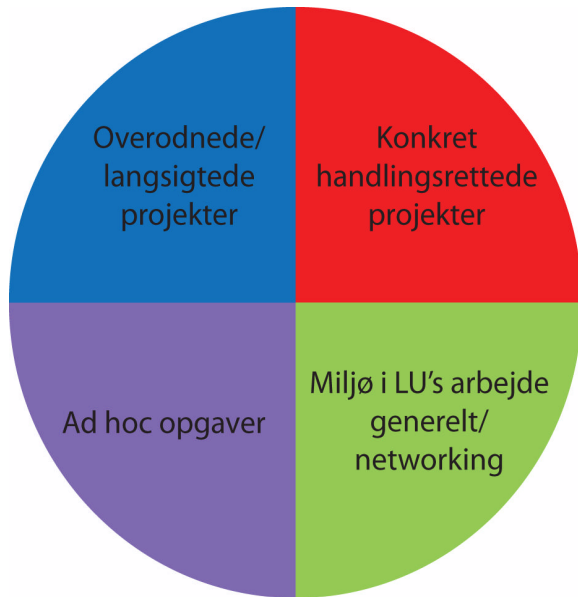 Overodnede/
langsigtede
projekter
Konkret
handlingsrettede
projekter
Ad hoc opgaver
Miljø i LU's arbejde
generelt/
networking